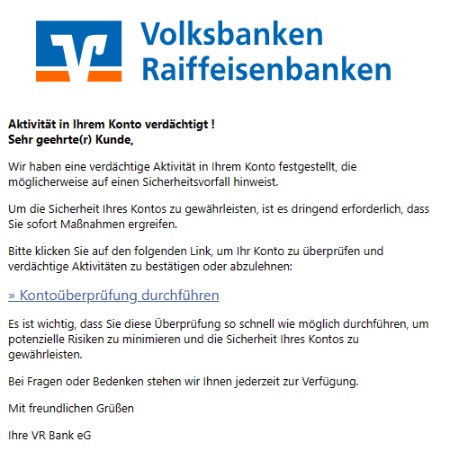 Volksbanken
Raiffeisenbanken
Aktivität in Ihrem Konto verdächtigt !
Sehr geehrte(r) Kunde,
Wir haben eine verdächtige Aktivität in Ihrem Konto festgestellt, die
möglicherweise auf einen Sicherheitsvorfall hinweist.
Um die Sicherheit Ihres Kontos zu gewährleisten, ist es dringend erforderlich, dass
Sie sofort Maßnahmen ergreifen.
Bitte klicken Sie auf den folgenden Link, um Ihr Konto zu überprüfen und
verdächtige Aktivitäten zu bestätigen oder abzulehnen:
» Kontoüberprüfung durchführen
Es ist wichtig, dass Sie diese Überprüfung so schnell wie möglich durchführen, um
potenzielle Risiken zu minimieren und die Sicherheit Ihres Kontos zu
gewährleisten.
Bei Fragen oder Bedenken stehen wir Ihnen jederzeit zur Verfügung.
Mit freundlichen Grüßen
Ihre VR Bank eG